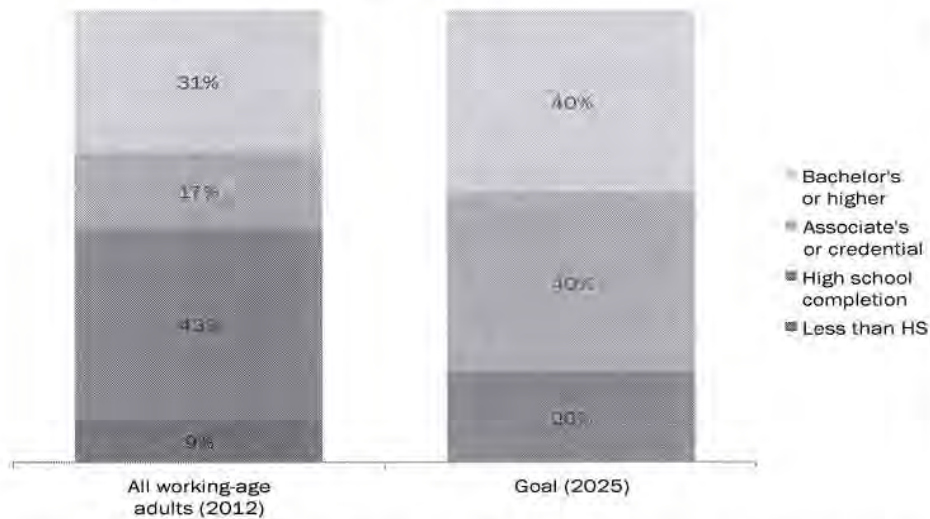 31%
17%
43%
9%
40%
40%
20%
Bachelor's
or higher
Associate's
or credential
High school
completion
Less than HS
All working-age
adults (2012)
Goal (2025)